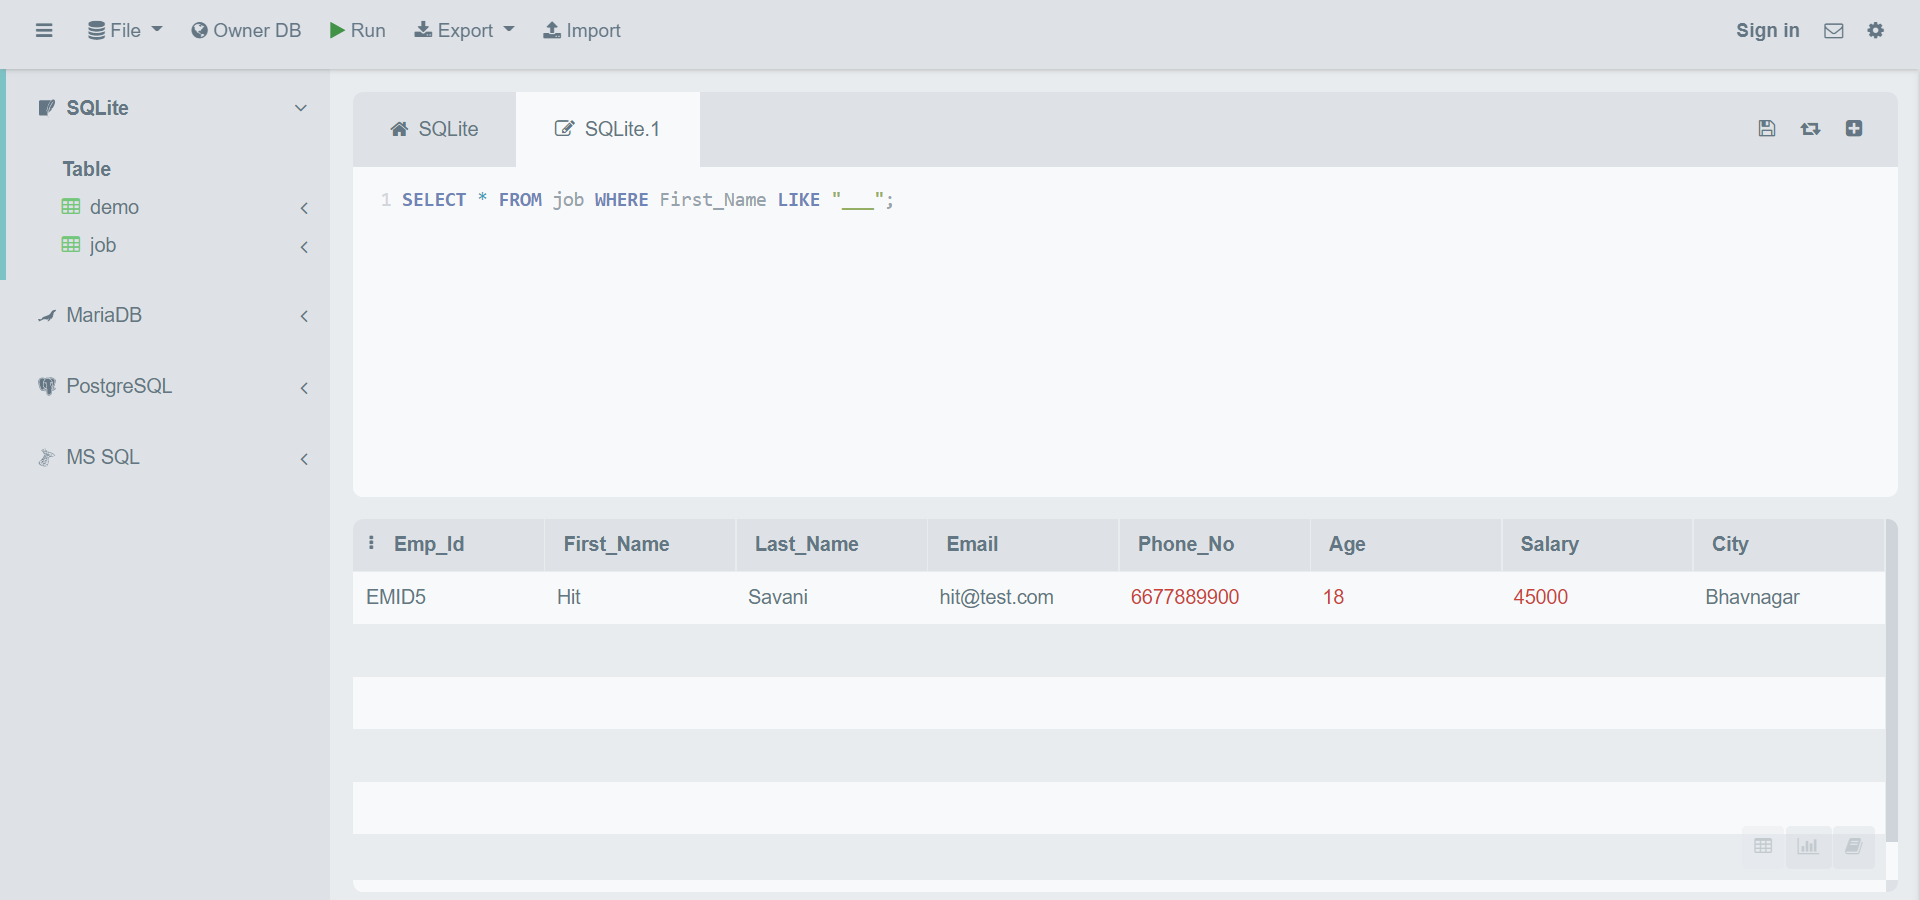 File Owner DB Run Export Import Sign in
SQLite
Table
demo
job
MariaDB
PostgreSQL
MS SQL
SQLite SQLite.1
1 SELECT * FROM job WHERE First_Name LIKE "___";
Emp_Id First_Name Last_Name Email Phone_No Age Salary City
EMID5 Hit Savani hit@test.com 6677889900 18 45000 Bhavnagar